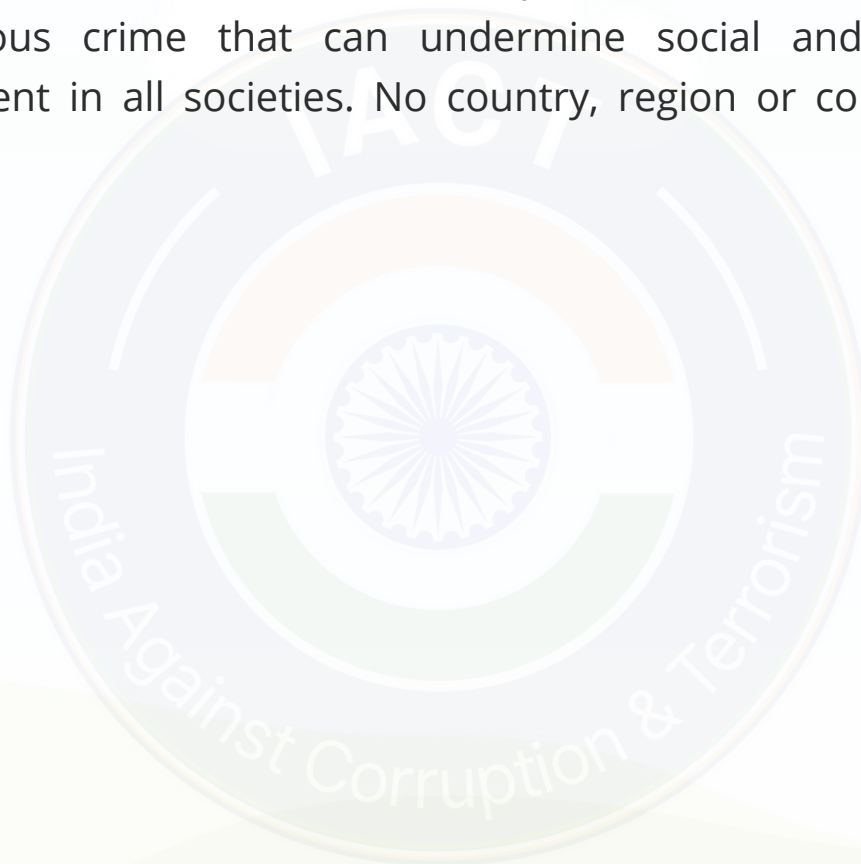 ous crime that can undermine social and
ent in all societies. No country, region or co
IACT
India Against Corruption & Terrorism